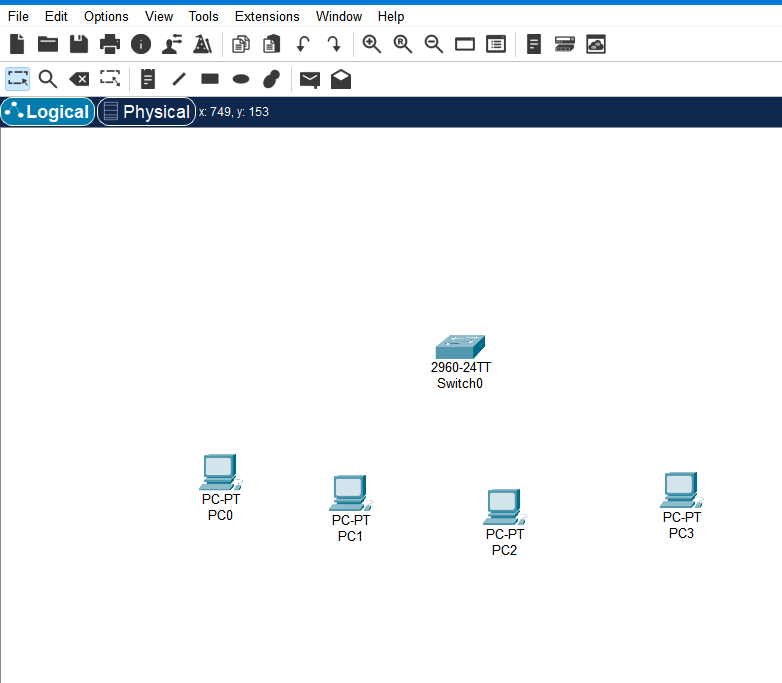 File Edit Options View Tools Extensions Window Help
Logical Physical x: 749, y: 153
2960-24TT
Switch0
PC-PT
PC0
PC-PT
PC1
PC-PT
PC2
PC-PT
PC3